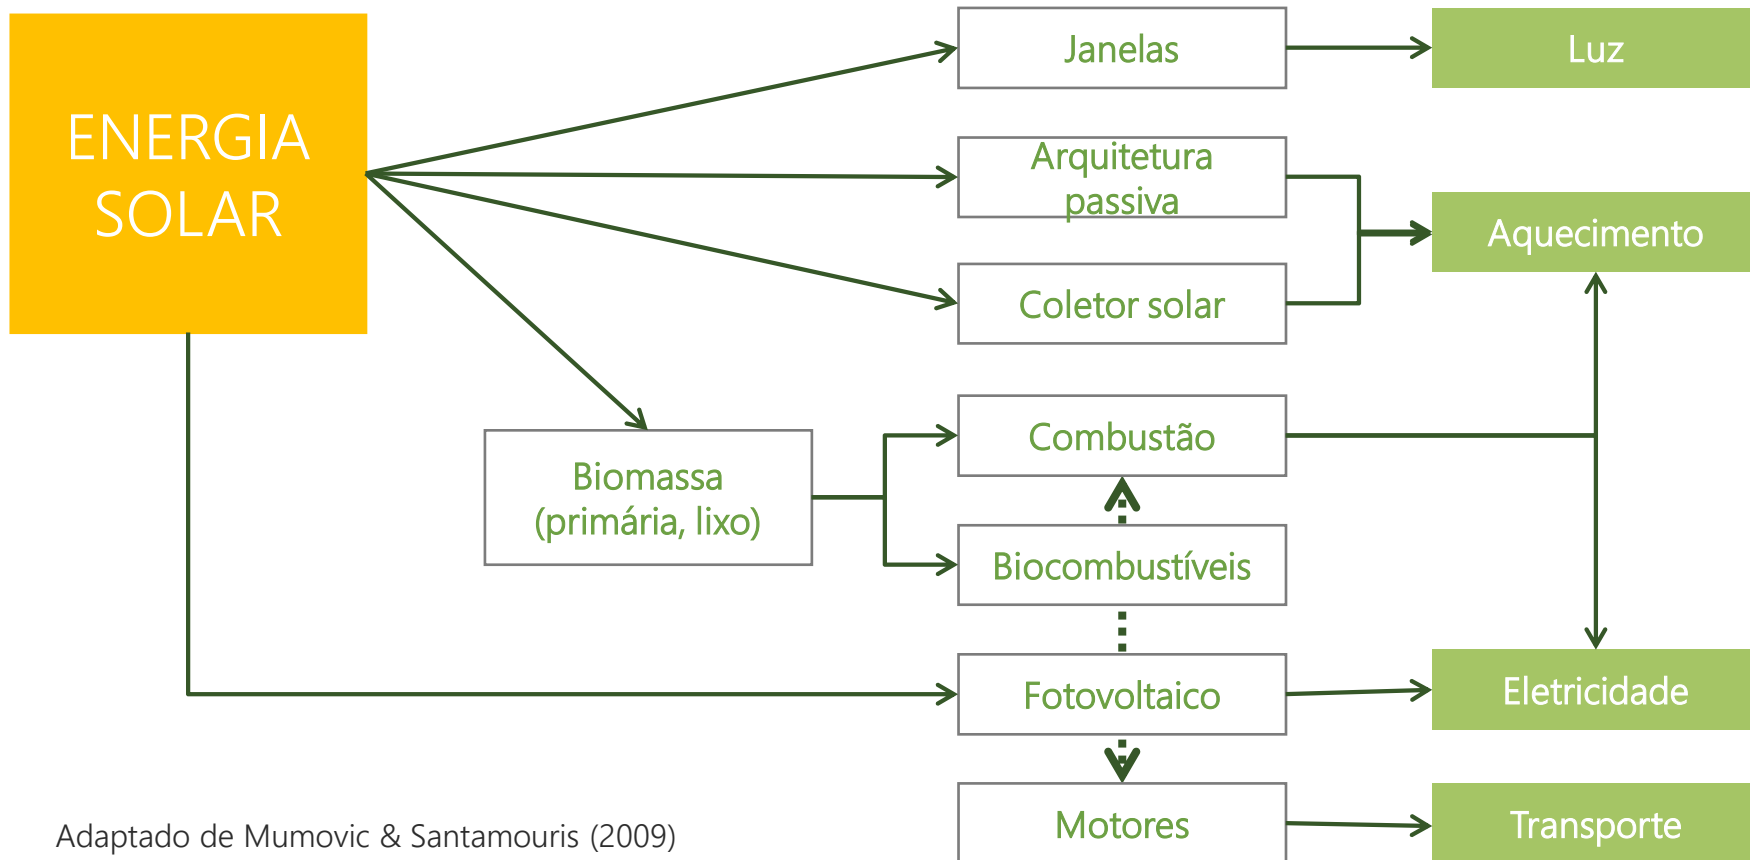 ENERGIA
SOLAR
Janelas
Luz
Arquitetura
passiva
Aquecimento
Coletor solar
Combustão
Biomassa
(primária, lixo)
Biocombustíveis
Fotovoltaico
Eletricidade
Motores
Transporte
Adaptado de Mumovic & Santamouris (2009)